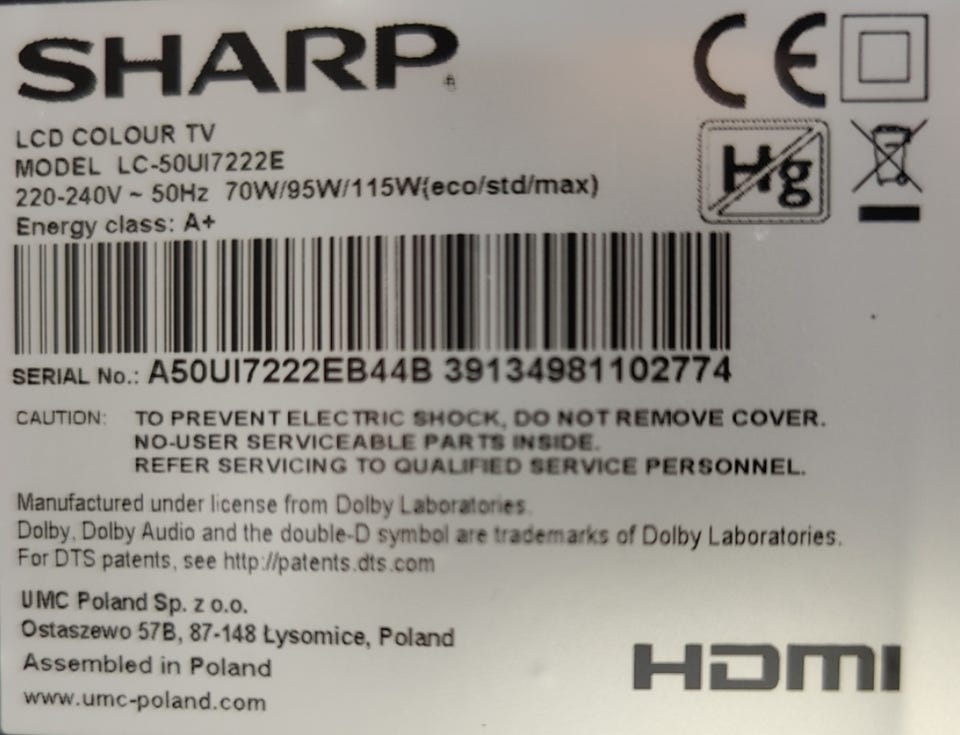 SHARP®
LCD COLOUR TV
MODEL LC-50UI7222E
220-240V ~ 50Hz 70W/95W/115W(eco/std/max)
Energy class: A+
CE
Hg
SERIAL No.: A50UI7222EB44B 39134981102774
CAUTION: TO PREVENT ELECTRIC SHOCK, DO NOT REMOVE COVER.
NO-USER SERVICEABLE PARTS INSIDE.
REFER SERVICING TO QUALIFIED SERVICE PERSONNEL.
Manufactured under license from Dolby Laboratories.
Dolby, Dolby Audio and the double-D symbol are trademarks of Dolby Laboratories.
For DTS patents, see http://patents.dts.com
UMC Poland Sp. z o.o.
Ostaszewo 57B, 87-148 Łysomice, Poland
Assembled in Poland
www.umc-poland.com
HDMI